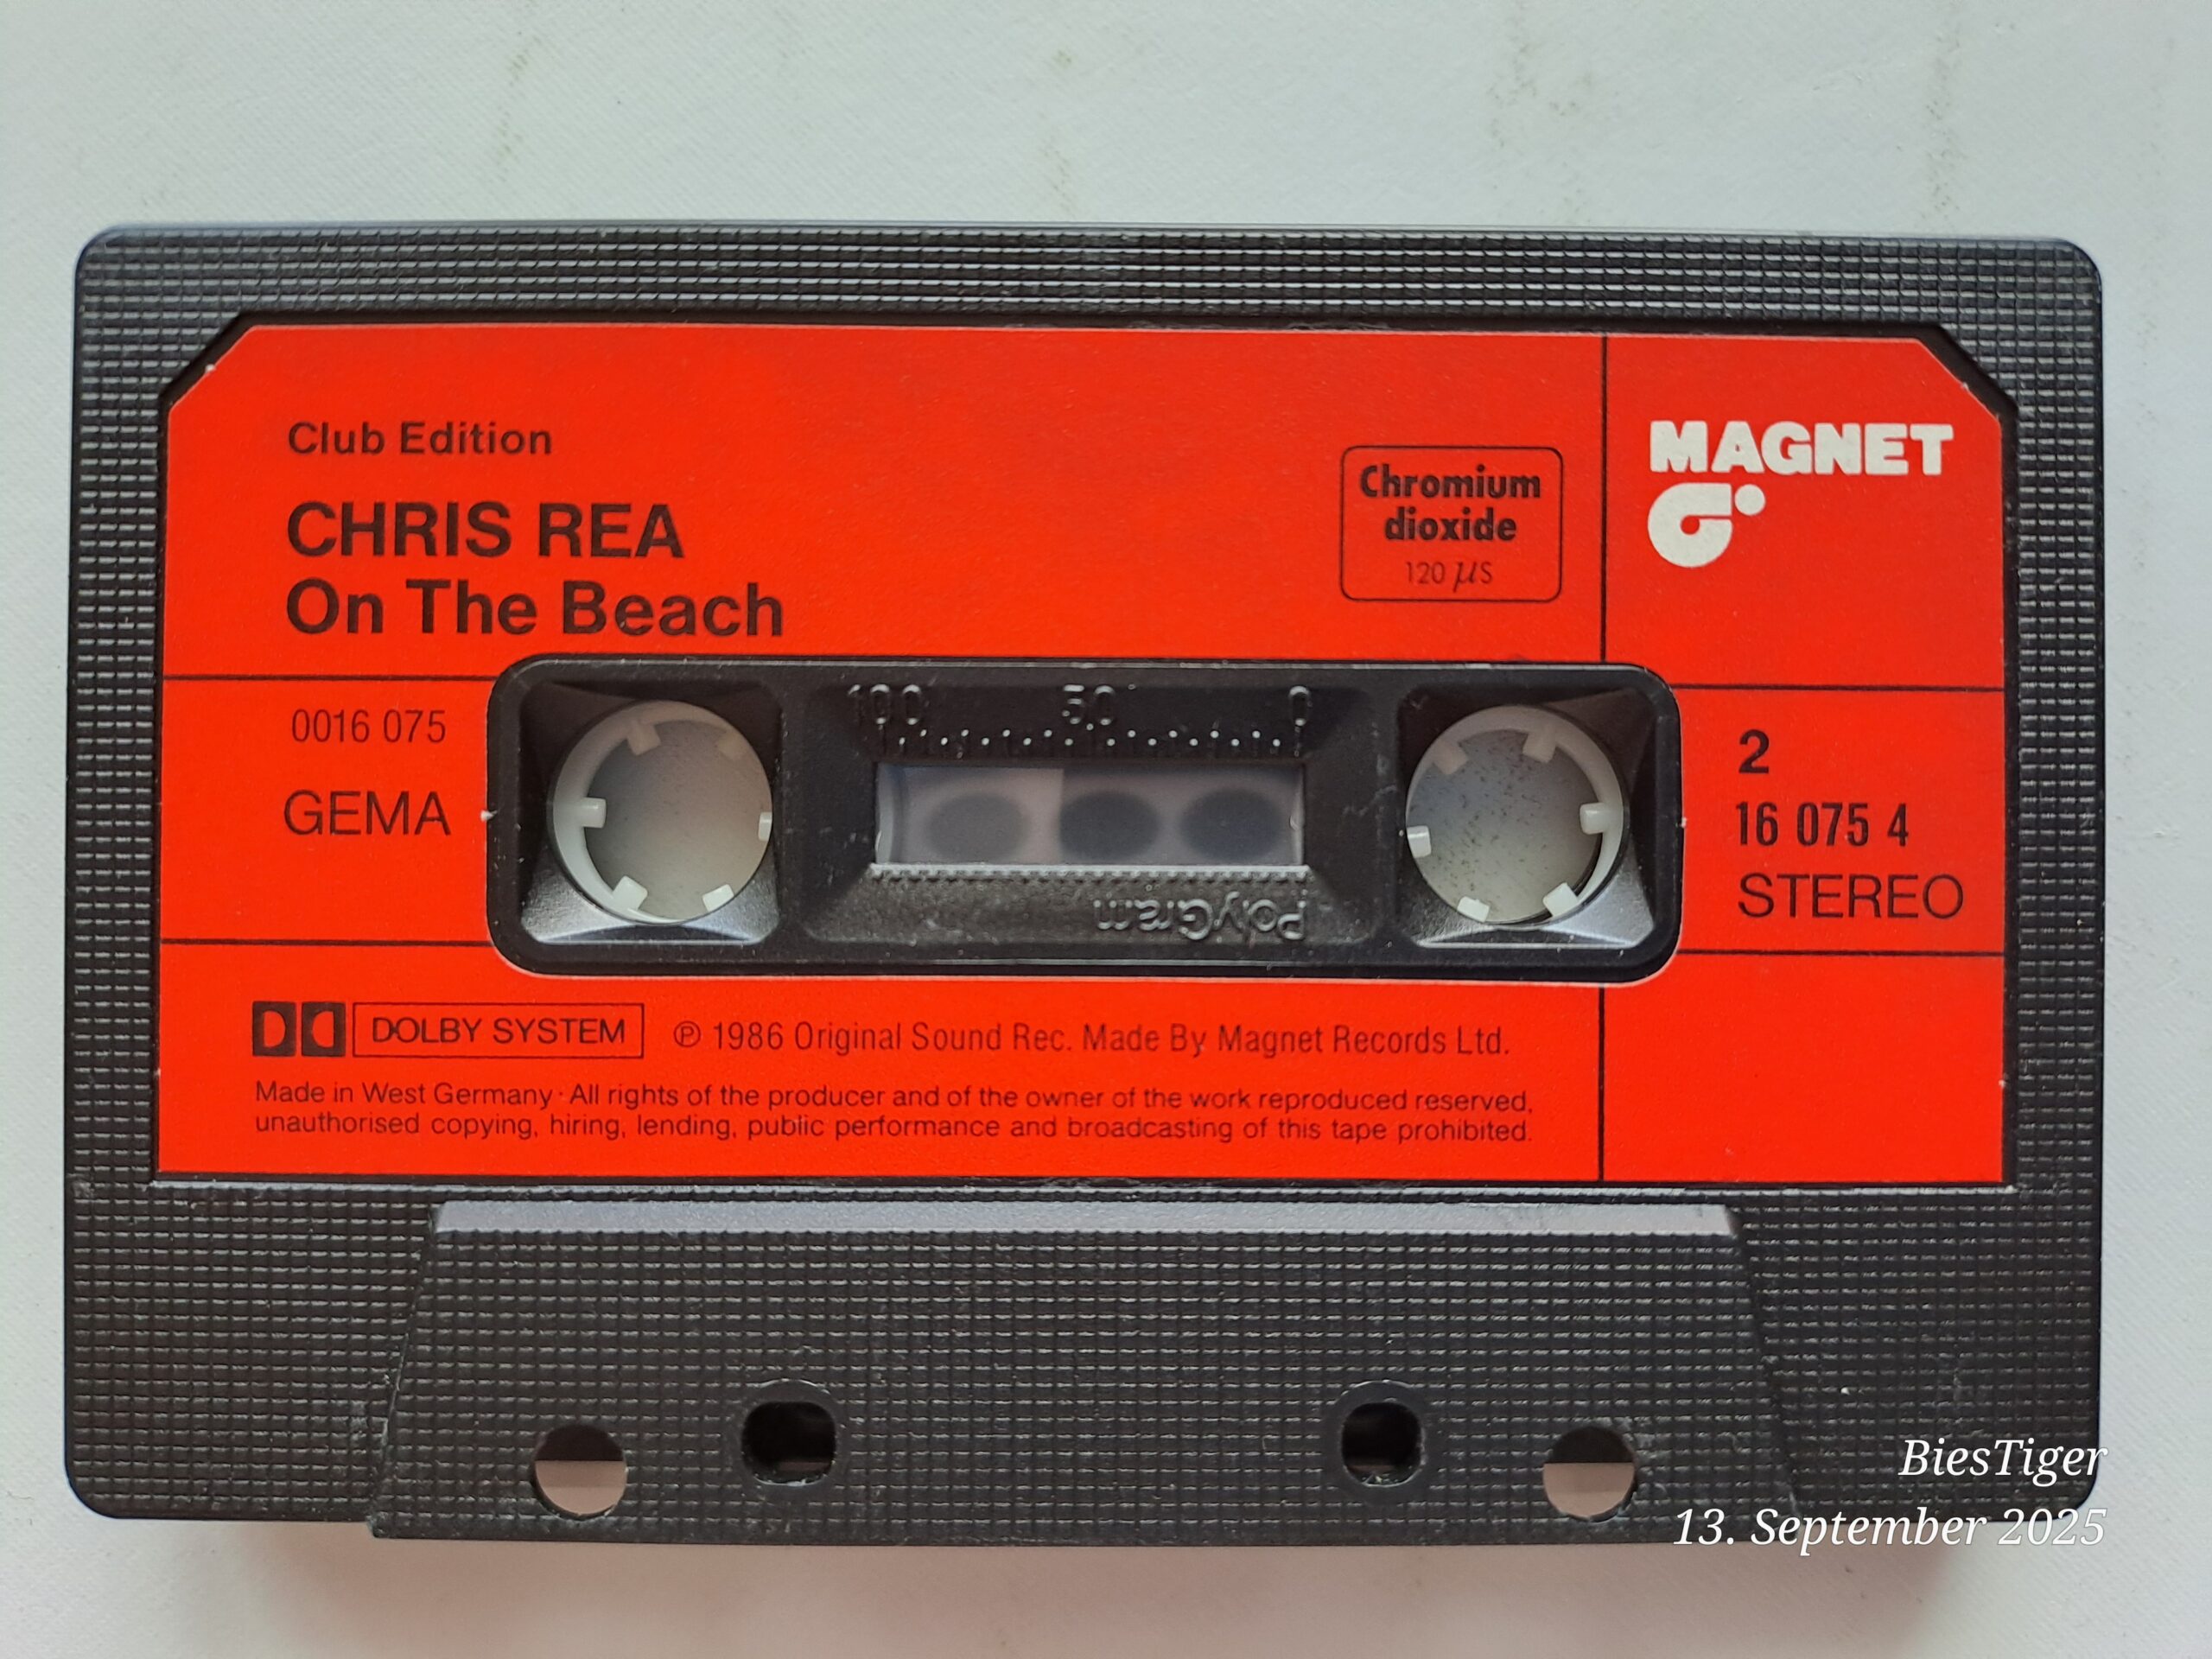 Club Edition
CHRIS REA
On The Beach
Chromium
dioxide
120 µS
MAGNET
0016 075
GEMA
100 50 0
PolyGram
2
16 075 4
STEREO
DOLBY SYSTEM
℗ 1986 Original Sound Rec. Made By Magnet Records Ltd.
Made in West Germany · All rights of the producer and of the owner of the work reproduced reserved,
unauthorised copying, hiring, lending, public performance and broadcasting of this tape prohibited.
BiesTiger
13. September 2025